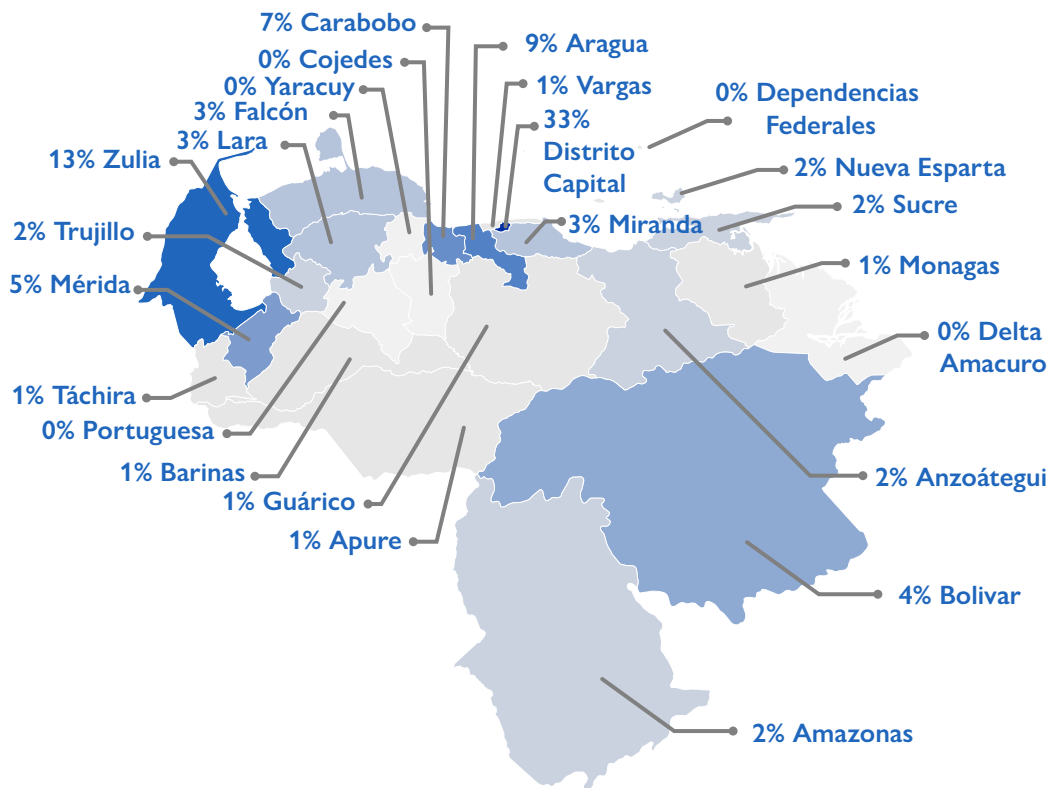 7% Carabobo
9% Aragua
0% Cojedes
0% Yaracuy
1% Vargas
0% Dependencias
Federales
3% Falcón
33%
Distrito
Capital
3% Lara
13% Zulia
2% Nueva Esparta
2% Sucre
3% Miranda
2% Trujillo
1% Monagas
5% Mérida
0% Delta
Amacuro
1% Táchira
0% Portuguesa
1% Barinas
2% Anzoátegui
1% Guárico
1% Apure
4% Bolivar
2% Amazonas